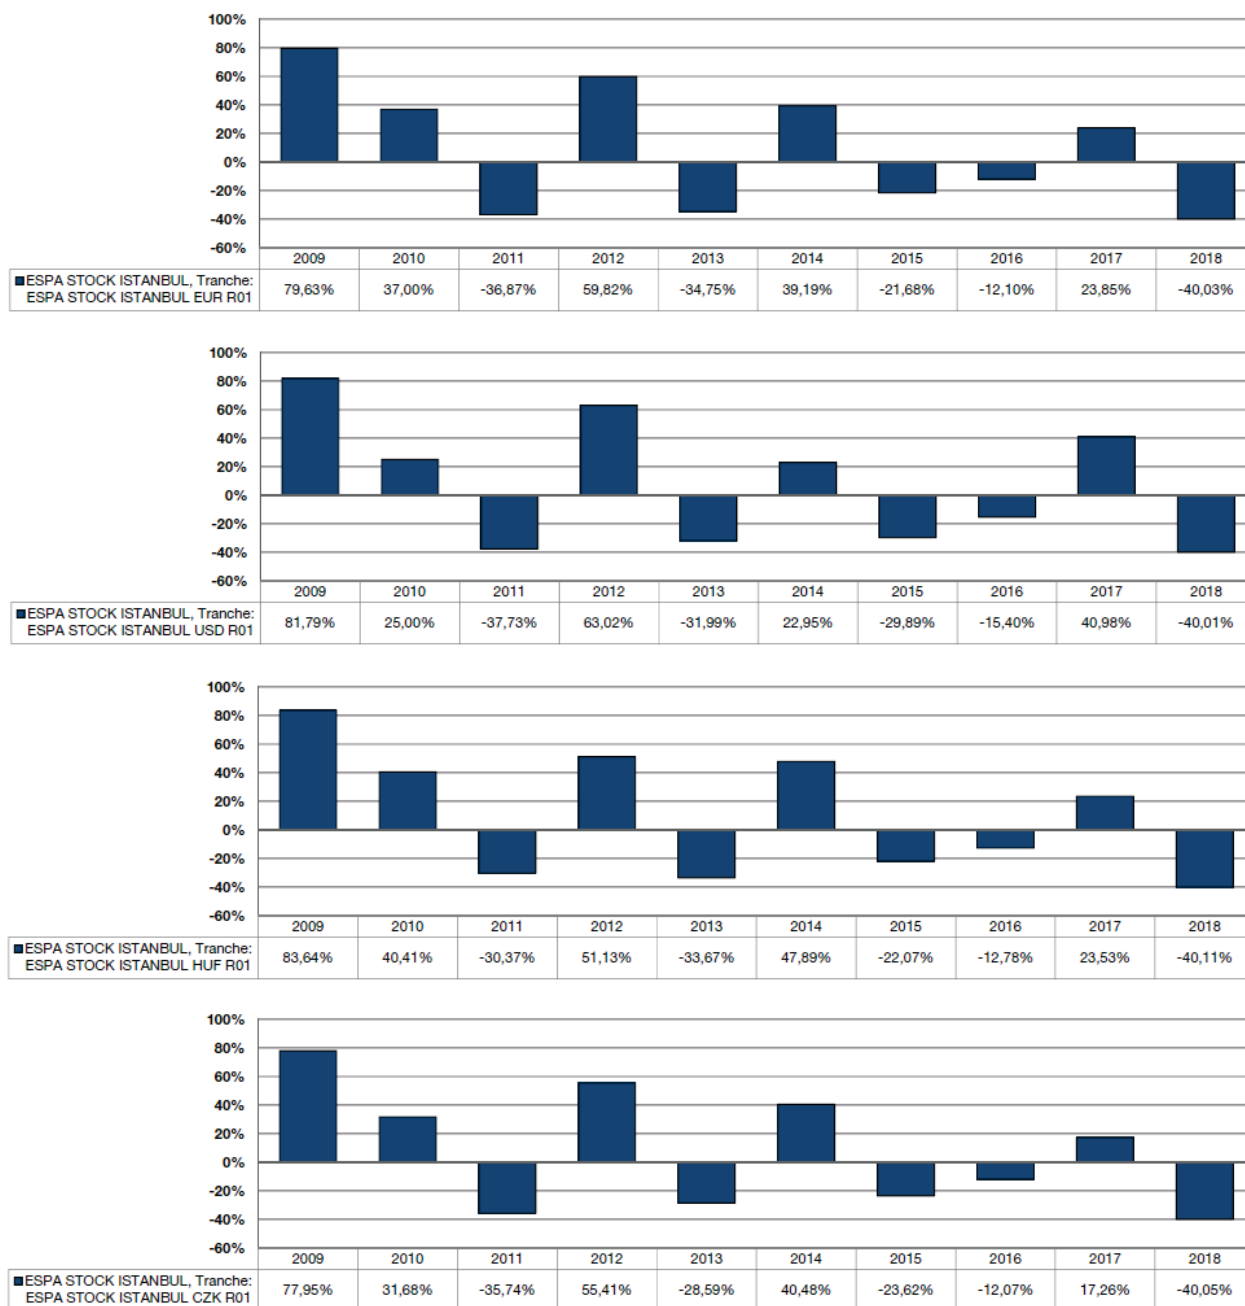 100%
80%
60%
40%
20%
0%
-20%
-40%
-60%
2009 2010 2011 2012 2013 2014 2015 2016 2017 2018
ESPA STOCK ISTANBUL, Tranche:
ESPA STOCK ISTANBUL EUR R01
79,63% 37,00% -36,87% 59,82% -34,75% 39,19% -21,68% -12,10% 23,85% -40,03%
100%
80%
60%
40%
20%
0%
-20%
-40%
-60%
2009 2010 2011 2012 2013 2014 2015 2016 2017 2018
ESPA STOCK ISTANBUL, Tranche:
ESPA STOCK ISTANBUL USD R01
81,79% 25,00% -37,73% 63,02% -31,99% 22,95% -29,89% -15,40% 40,98% -40,01%
100%
80%
60%
40%
20%
0%
-20%
-40%
-60%
2009 2010 2011 2012 2013 2014 2015 2016 2017 2018
ESPA STOCK ISTANBUL, Tranche:
ESPA STOCK ISTANBUL HUF R01
83,64% 40,41% -30,37% 51,13% -33,67% 47,89% -22,07% -12,78% 23,53% -40,11%
100%
80%
60%
40%
20%
0%
-20%
-40%
-60%
2009 2010 2011 2012 2013 2014 2015 2016 2017 2018
ESPA STOCK ISTANBUL, Tranche:
ESPA STOCK ISTANBUL CZK R01
77,95% 31,68% -35,74% 55,41% -28,59% 40,48% -23,62% -12,07% 17,26% -40,05%